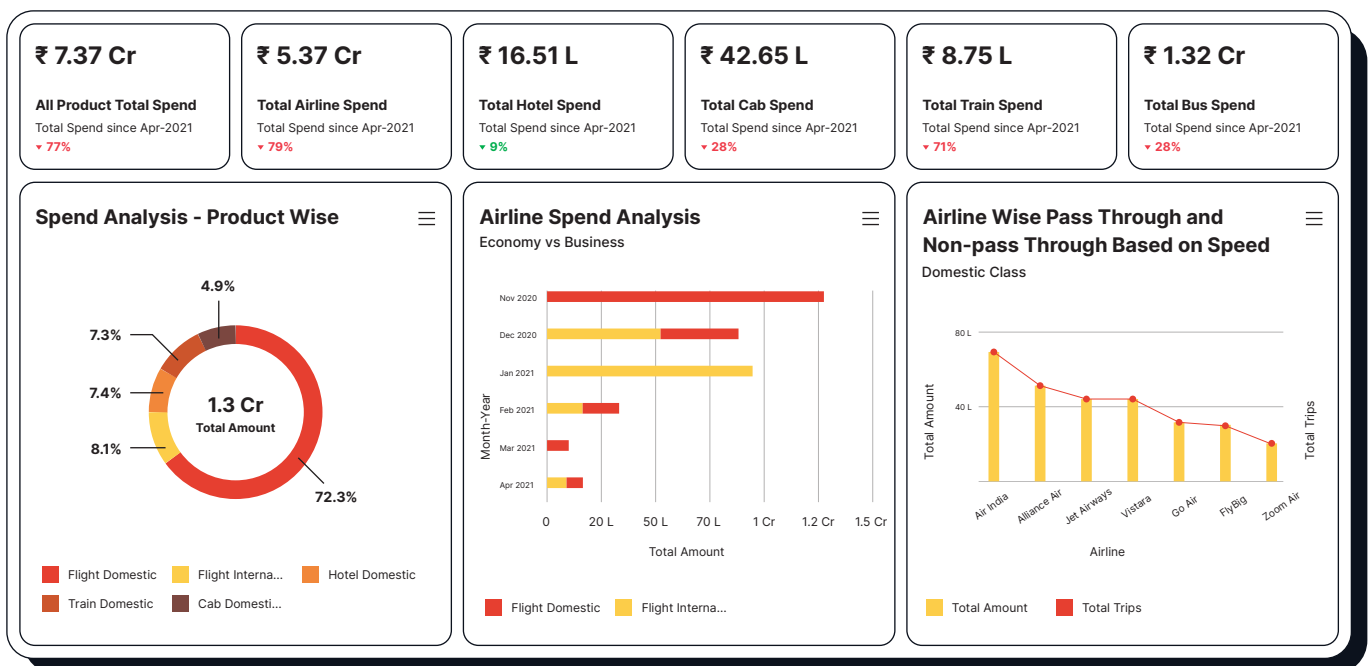 ₹ 7.37 Cr
All Product Total Spend
Total Spend since Apr-2021
77%
₹ 5.37 Cr
Total Airline Spend
Total Spend since Apr-2021
79%
₹ 16.51 L
Total Hotel Spend
Total Spend since Apr-2021
9%
₹ 42.65 L
Total Cab Spend
Total Spend since Apr-2021
28%
₹ 8.75 L
Total Train Spend
Total Spend since Apr-2021
71%
₹ 1.32 Cr
Total Bus Spend
Total Spend since Apr-2021
28%
Spend Analysis - Product Wise
4.9%
7.3%
7.4%
8.1%
72.3%
1.3 Cr
Total Amount
Flight Domestic
Flight Interna...
Hotel Domestic
Train Domestic
Cab Domesti...
Airline Spend Analysis
Economy vs Business
Month-Year
Nov 2020
Dec 2020
Jan 2021
Feb 2021
Mar 2021
Apr 2021
0 20 L 50 L 70 L 1 Cr 1.2 Cr 1.5 Cr
Total Amount
Flight Domestic
Flight Interna...
Airline Wise Pass Through and
Non-pass Through Based on Speed
Domestic Class
Total Amount
80 L
40 L
Total Trips
Air India
Alliance Air
Jet Airways
Vistara
Go Air
FlyBig
Zoom Air
Airline
Total Amount
Total Trips